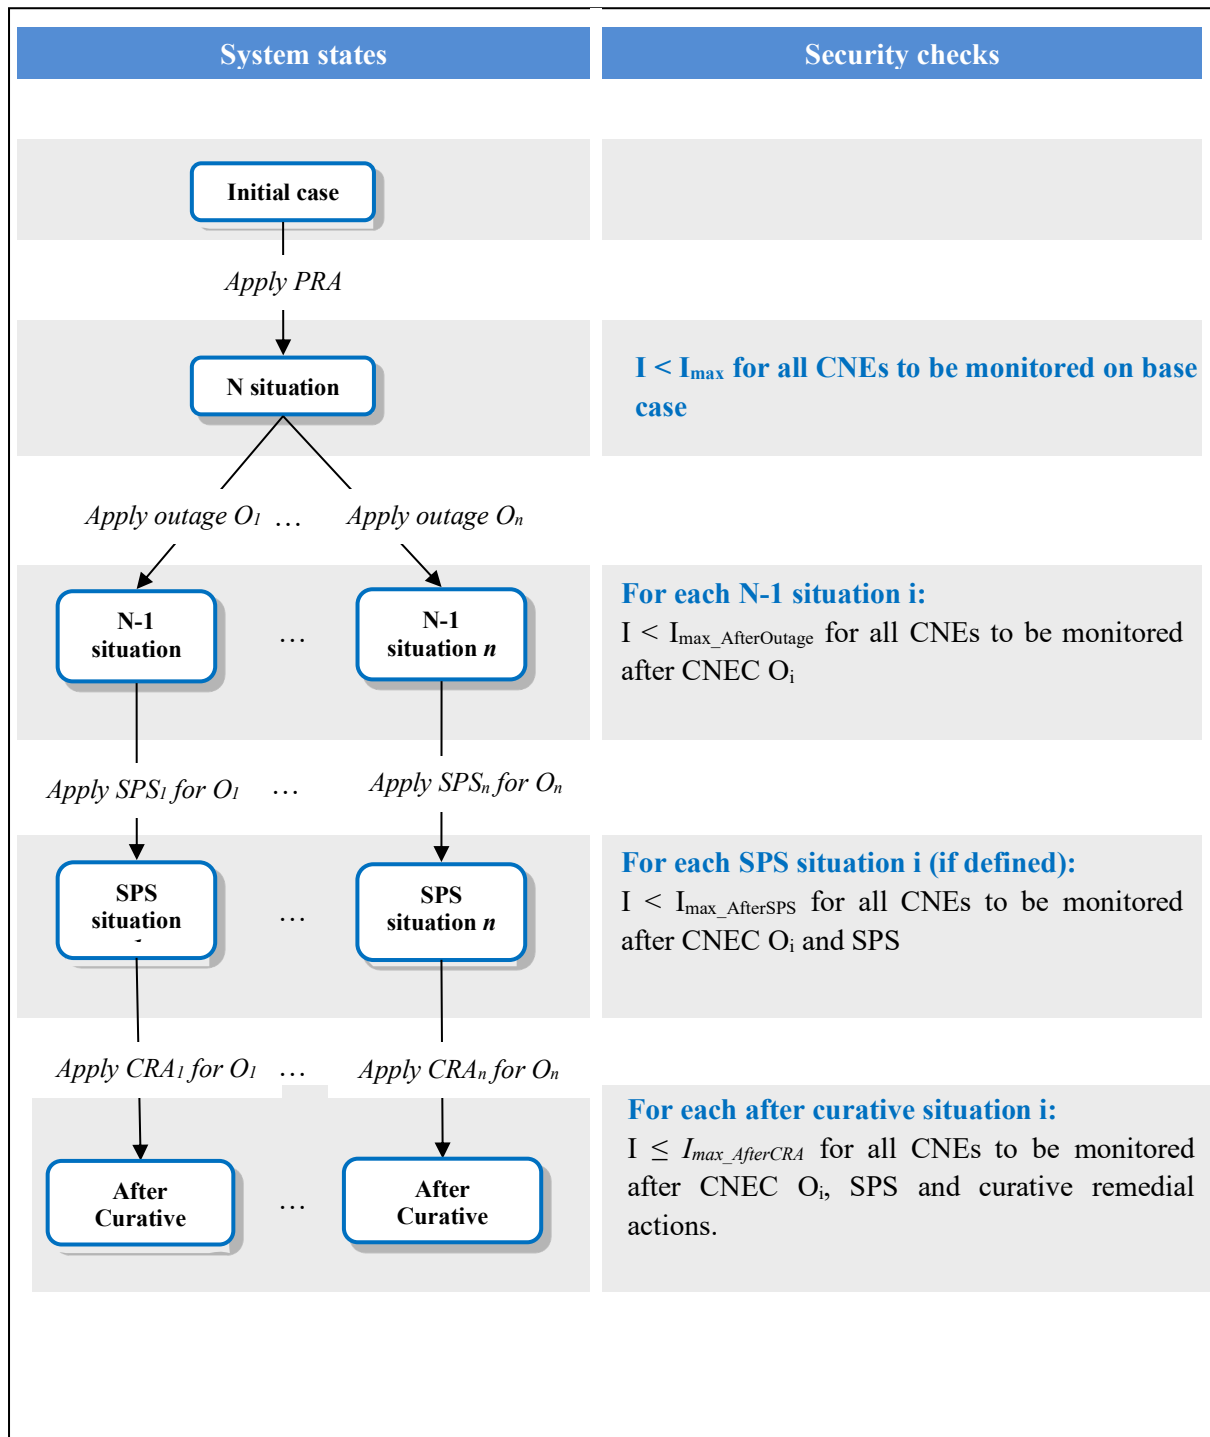 System states
Security checks
Initial case
Apply PRA
N situation
I < Imax for all CNEs to be monitored on base
case
Apply outage O1 … Apply outage On
N-1
situation
…
N-1
situation n
For each N-1 situation i:
I < Imax_AfterOutage for all CNEs to be monitored
after CNEC Oi
Apply SPS1 for O1 … Apply SPSn for On
SPS
situation
…
SPS
situation n
For each SPS situation i (if defined):
I < Imax_AfterSPS for all CNEs to be monitored
after CNEC Oi and SPS
Apply CRA1 for O1 … Apply CRAn for On
After
Curative
…
After
Curative
For each after curative situation i:
I ≤ Imax_AfterCRA for all CNEs to be monitored
after CNEC Oi, SPS and curative remedial
actions.